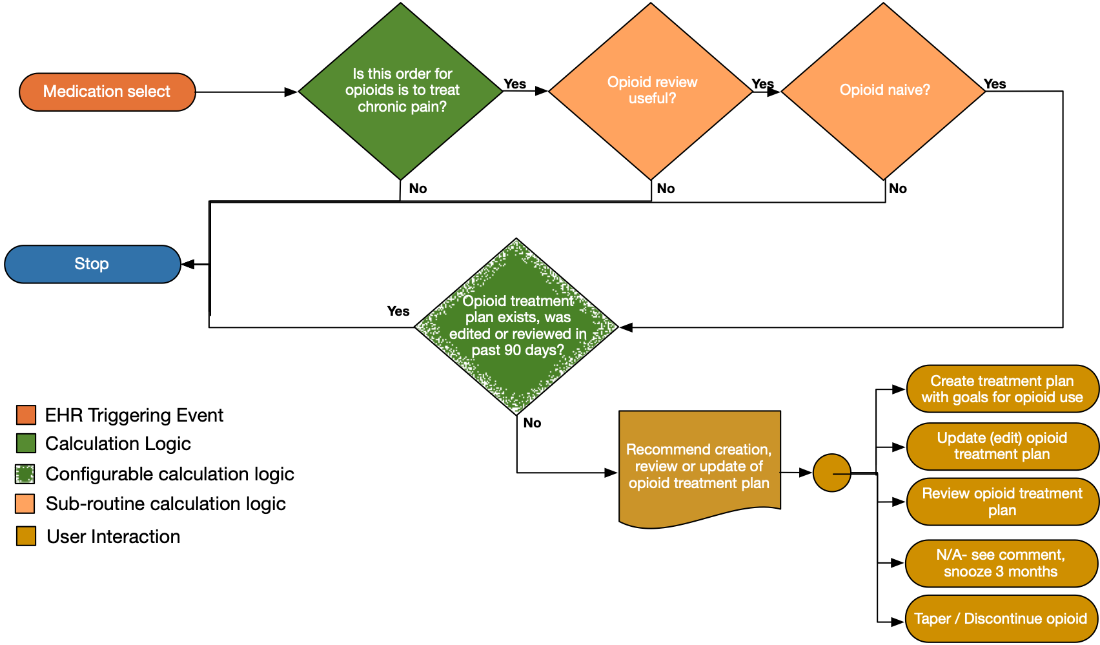 Medication select
Is this order for
opioids is to treat
chronic pain?
Yes
Opioid review
useful?
Yes
Opioid naive?
Yes
No
No
No
Stop
Yes
Opioid treatment
plan exists, was
edited or reviewed in
past 90 days?
No
Recommend creation,
review or update of
opioid treatment plan
Create treatment plan
with goals for opioid use
Update (edit) opioid
treatment plan
Review opioid treatment
plan
N/A- see comment,
snooze 3 months
Taper / Discontinue opioid
EHR Triggering Event
Calculation Logic
Configurable calculation logic
Sub-routine calculation logic
User Interaction